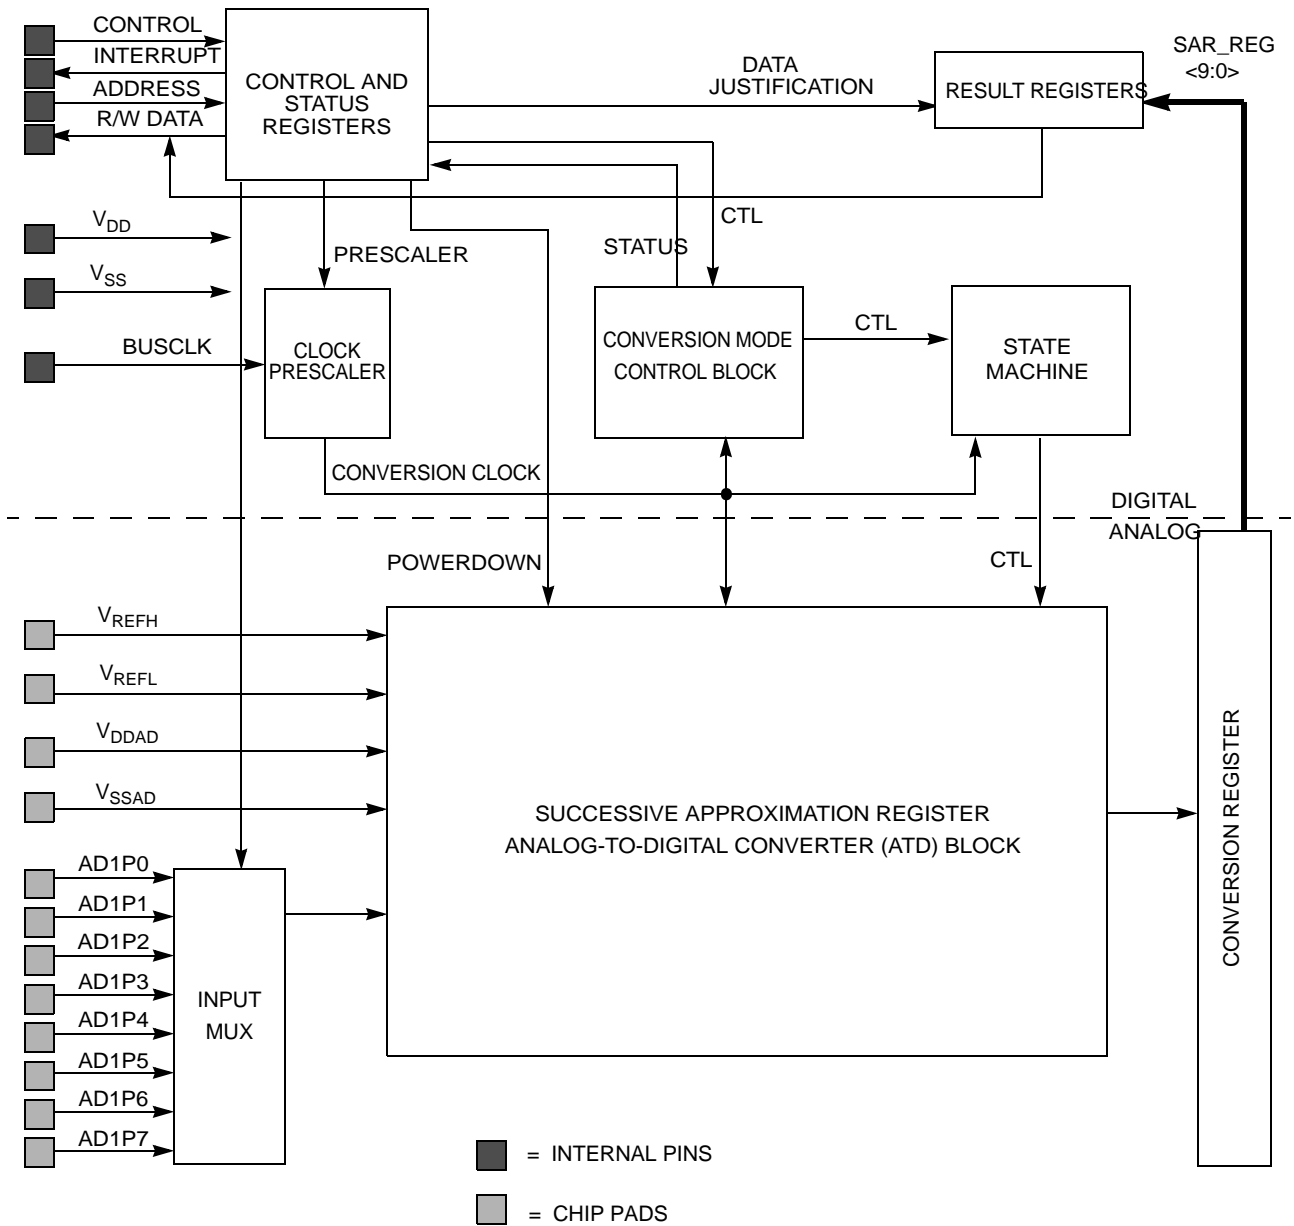 CONTROL
INTERRUPT
ADDRESS
R/W DATA
CONTROL AND
STATUS
REGISTERS
DATA
JUSTIFICATION
RESULT REGISTERS
SAR_REG
<9:0>
VDD
VSS
BUSCLK
PRESCALER
CLOCK
PRESCALER
STATUS
CTL
CONVERSION MODE
CONTROL BLOCK
CTL
STATE
MACHINE
CONVERSION CLOCK
DIGITAL
ANALOG
POWERDOWN
CTL
VREFH
VREFL
VDDAD
VSSAD
SUCCESSIVE APPROXIMATION REGISTER
ANALOG-TO-DIGITAL CONVERTER (ATD) BLOCK
CONVERSION REGISTER
AD1P0
AD1P1
AD1P2
AD1P3
AD1P4
AD1P5
AD1P6
AD1P7
INPUT
MUX
= INTERNAL PINS
= CHIP PADS